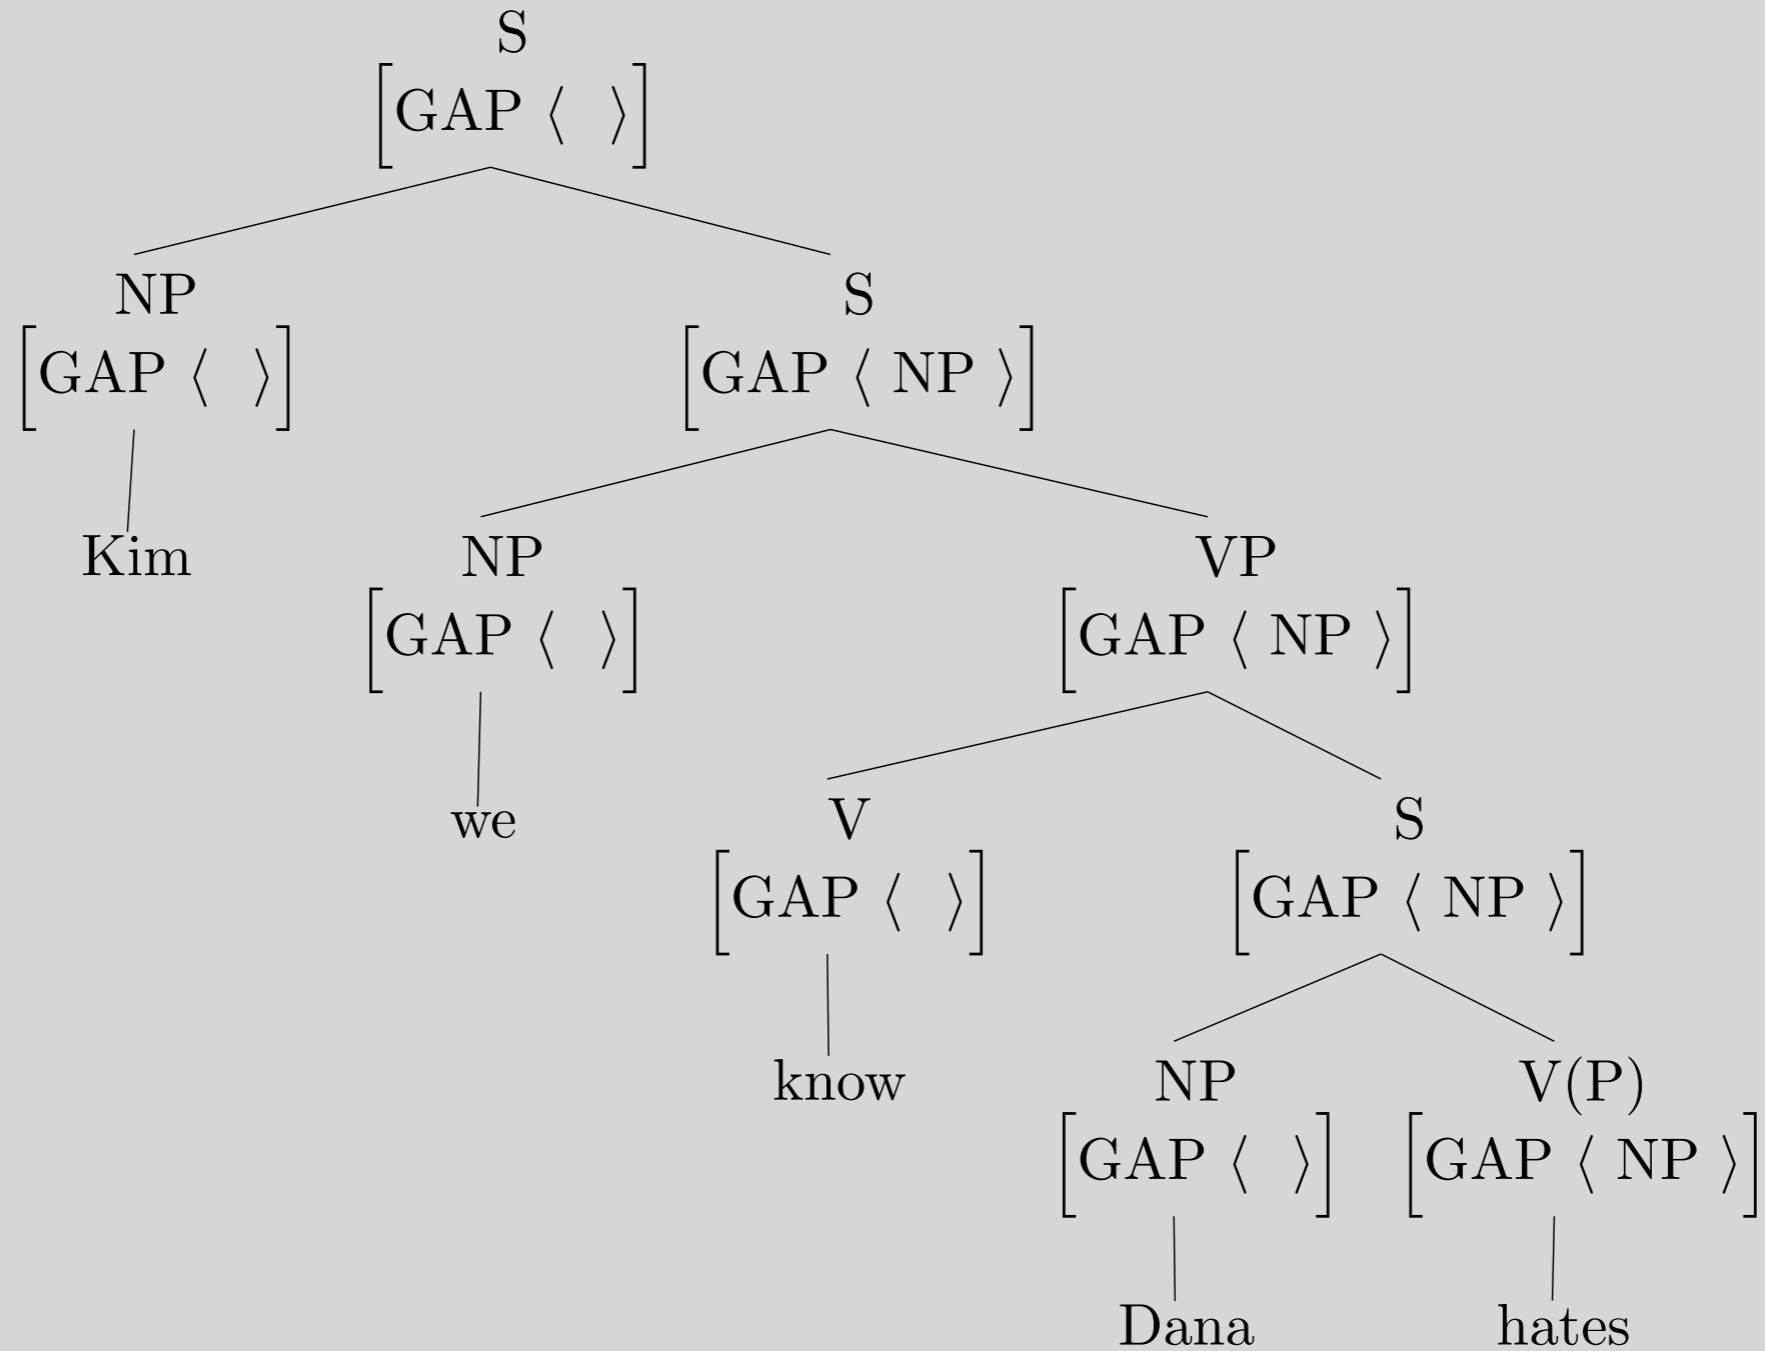 S
[GAP ⟨ ⟩]
NP S
[GAP ⟨ ⟩] [GAP ⟨ NP ⟩]
Kim NP VP
[GAP ⟨ ⟩] [GAP ⟨ NP ⟩]
we V S
[GAP ⟨ ⟩] [GAP ⟨ NP ⟩]
know NP V(P)
[GAP ⟨ ⟩] [GAP ⟨ NP ⟩]
Dana hates